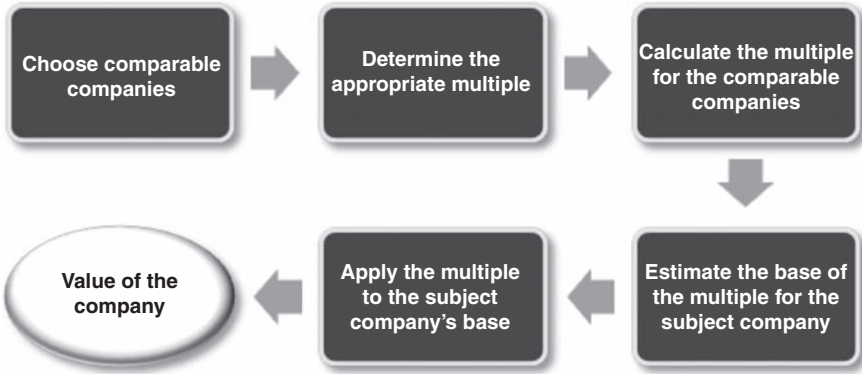 Choose comparable
companies
Determine the
appropriate multiple
Calculate the multiple
for the comparable
companies
Estimate the base of
the multiple for the
subject company
Apply the multiple
to the subject
company's base
Value of the
company